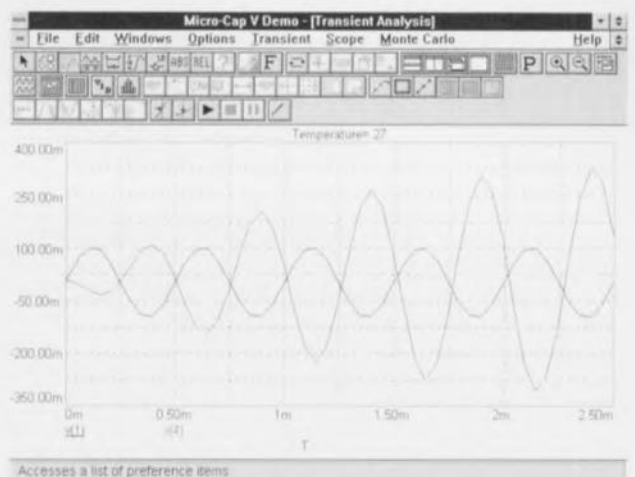 Micro-Cap V Demo - [Transient Analysis]
File Edit Windows Options Transient Scope Monte Carlo Help
ABS REL ? F P
Temperature= 27
400.00m
250.00m
100.00m
-50.00m
-200.00m
-350.00m
0m 0.50m 1m 1.50m 2m 2.50m
v(1) v(4)
T
Accesses a list of preference items